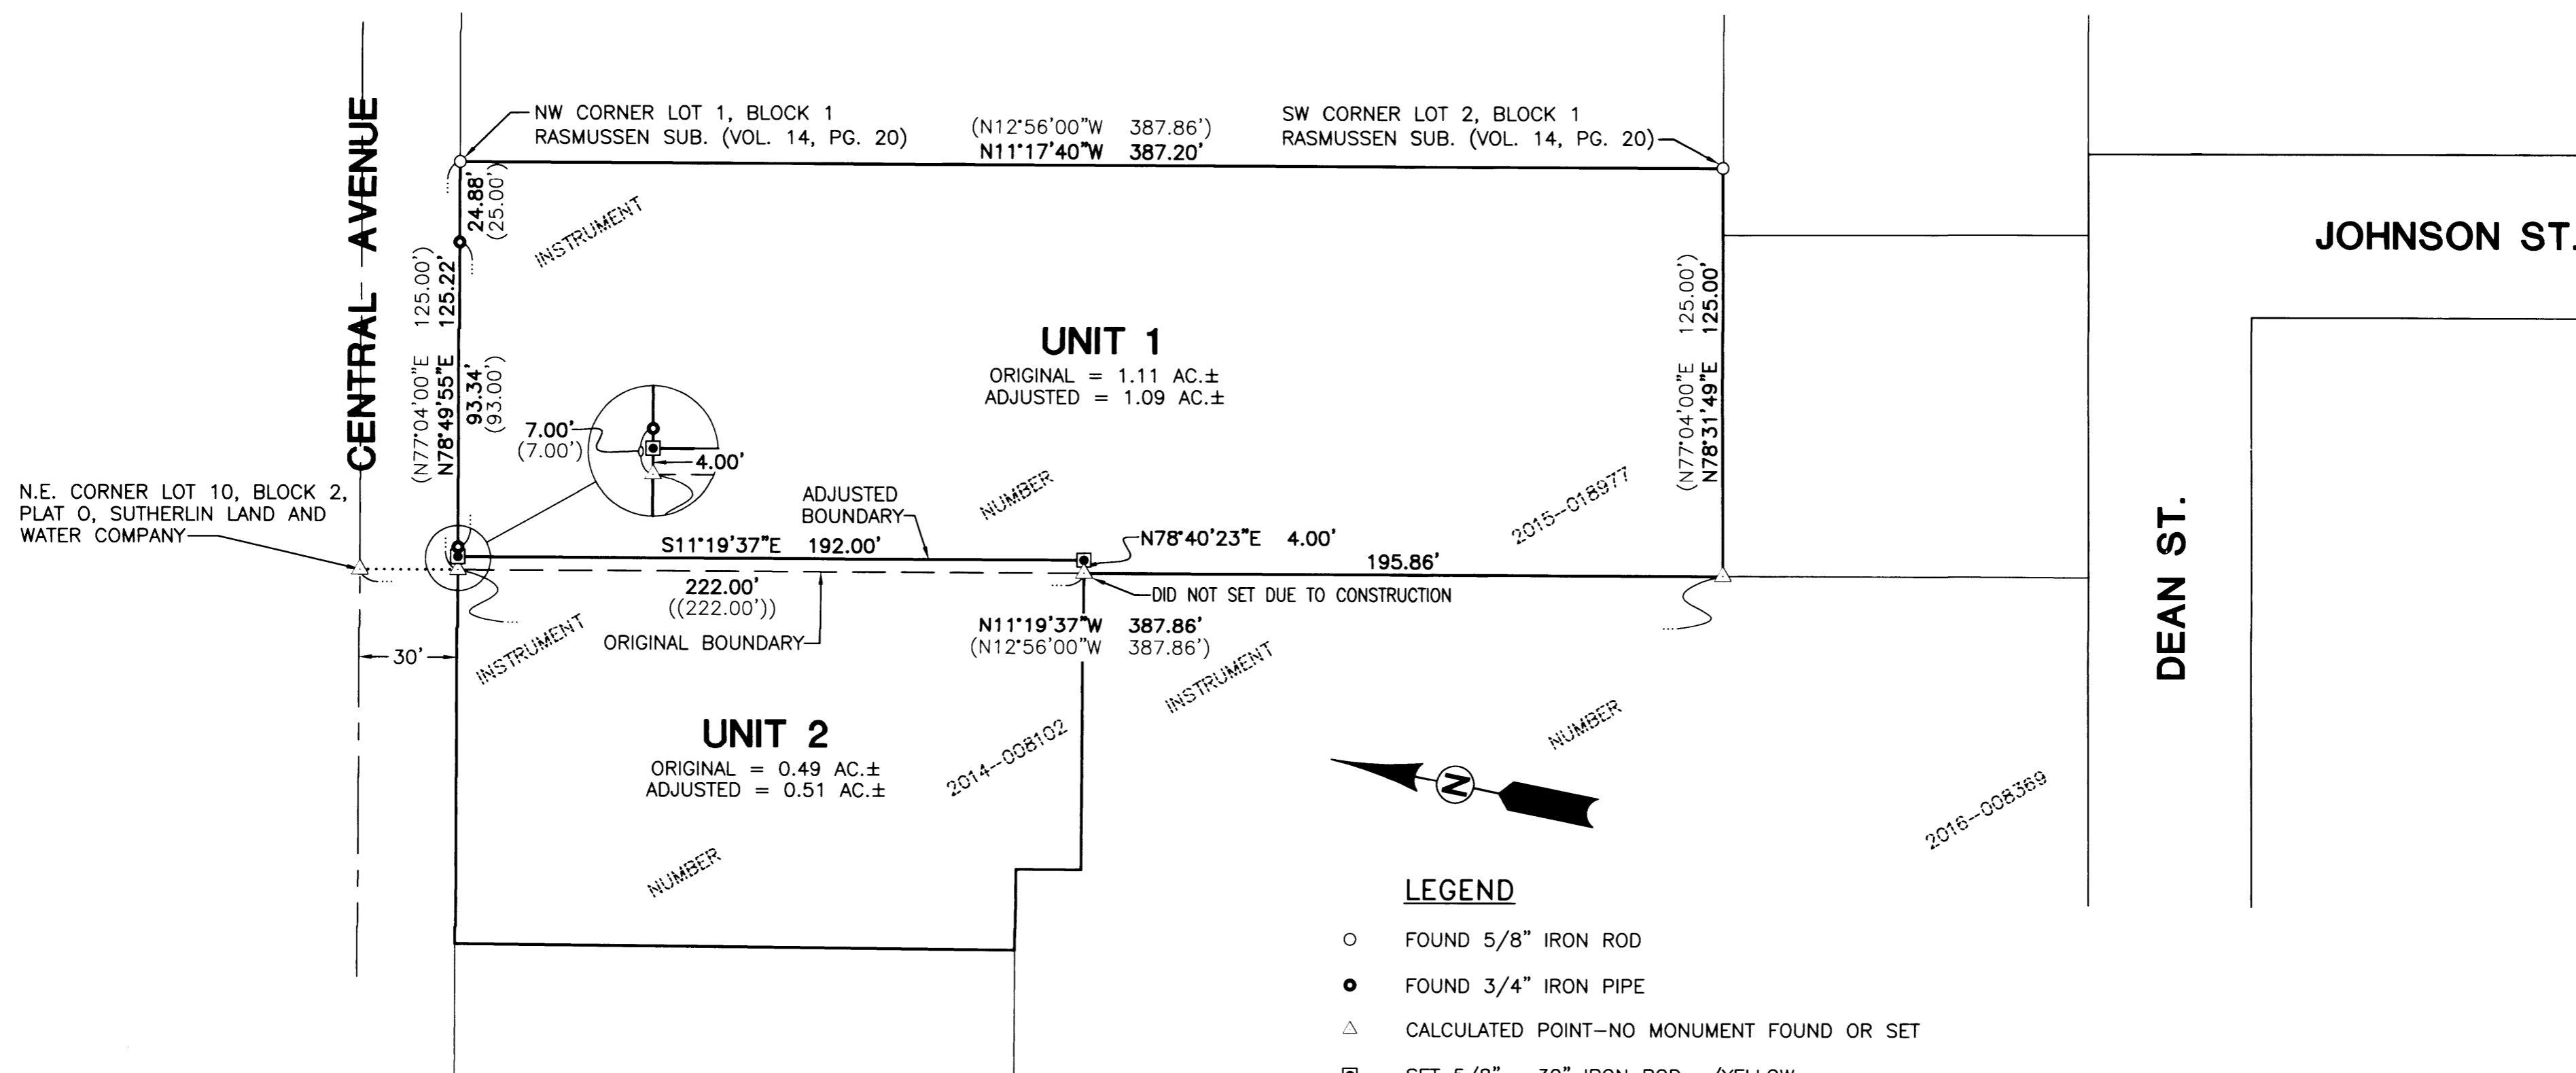 CENTRAL AVENUE
NW CORNER LOT 1, BLOCK 1
RASMUSSEN SUB. (VOL. 14, PG. 20)
(N12°56'00"W 387.86')
N11°17'40"W 387.20'
SW CORNER LOT 2, BLOCK 1
RASMUSSEN SUB. (VOL. 14, PG. 20)
24.88'
(25.00')
INSTRUMENT
(N77°04'00"E 125.00')
N78°49'55"E 125.22'
93.34'
(93.00')
UNIT 1
ORIGINAL = 1.11 AC.±
ADJUSTED = 1.09 AC.±
(N77°04'00"E 125.00')
N78°31'49"E 125.00'
JOHNSON ST.
7.00'
(7.00')
4.00'
NUMBER
2015-018977
N.E. CORNER LOT 10, BLOCK 2,
PLAT O, SUTHERLIN LAND AND
WATER COMPANY
ADJUSTED
BOUNDARY
S11°19'37"E 192.00'
N78°40'23"E 4.00'
195.86'
222.00'
((222.00'))
DID NOT SET DUE TO CONSTRUCTION
ORIGINAL BOUNDARY
N11°19'37"W 387.86'
(N12°56'00"W 387.86')
DEAN ST.
30'
INSTRUMENT
INSTRUMENT
UNIT 2
ORIGINAL = 0.49 AC.±
ADJUSTED = 0.51 AC.±
2014-008102
NUMBER
NUMBER
N
2016-008369
LEGEND
FOUND 5/8" IRON ROD
FOUND 3/4" IRON PIPE
CALCULATED POINT-NO MONUMENT FOUND OR SET